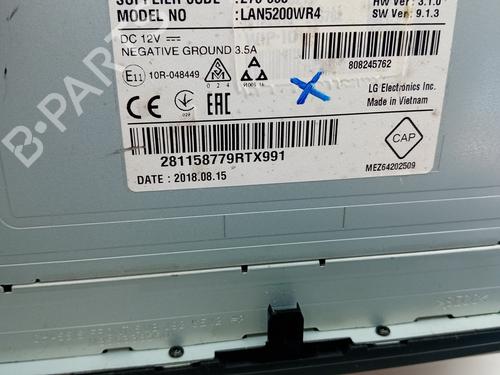 MODEL NO :LAN5200WR4
HW Ver : 3.1.0
SW Ver : 9.1.3
DC 12V
NEGATIVE GROUND 3.5A
808245762
E11 10R-048449
LG Electronics Inc.
Made in Vietnam
CE EAC
CAP
281158779RTX991
MEZ64202509
DATE : 2018.08.15
B-PARTS